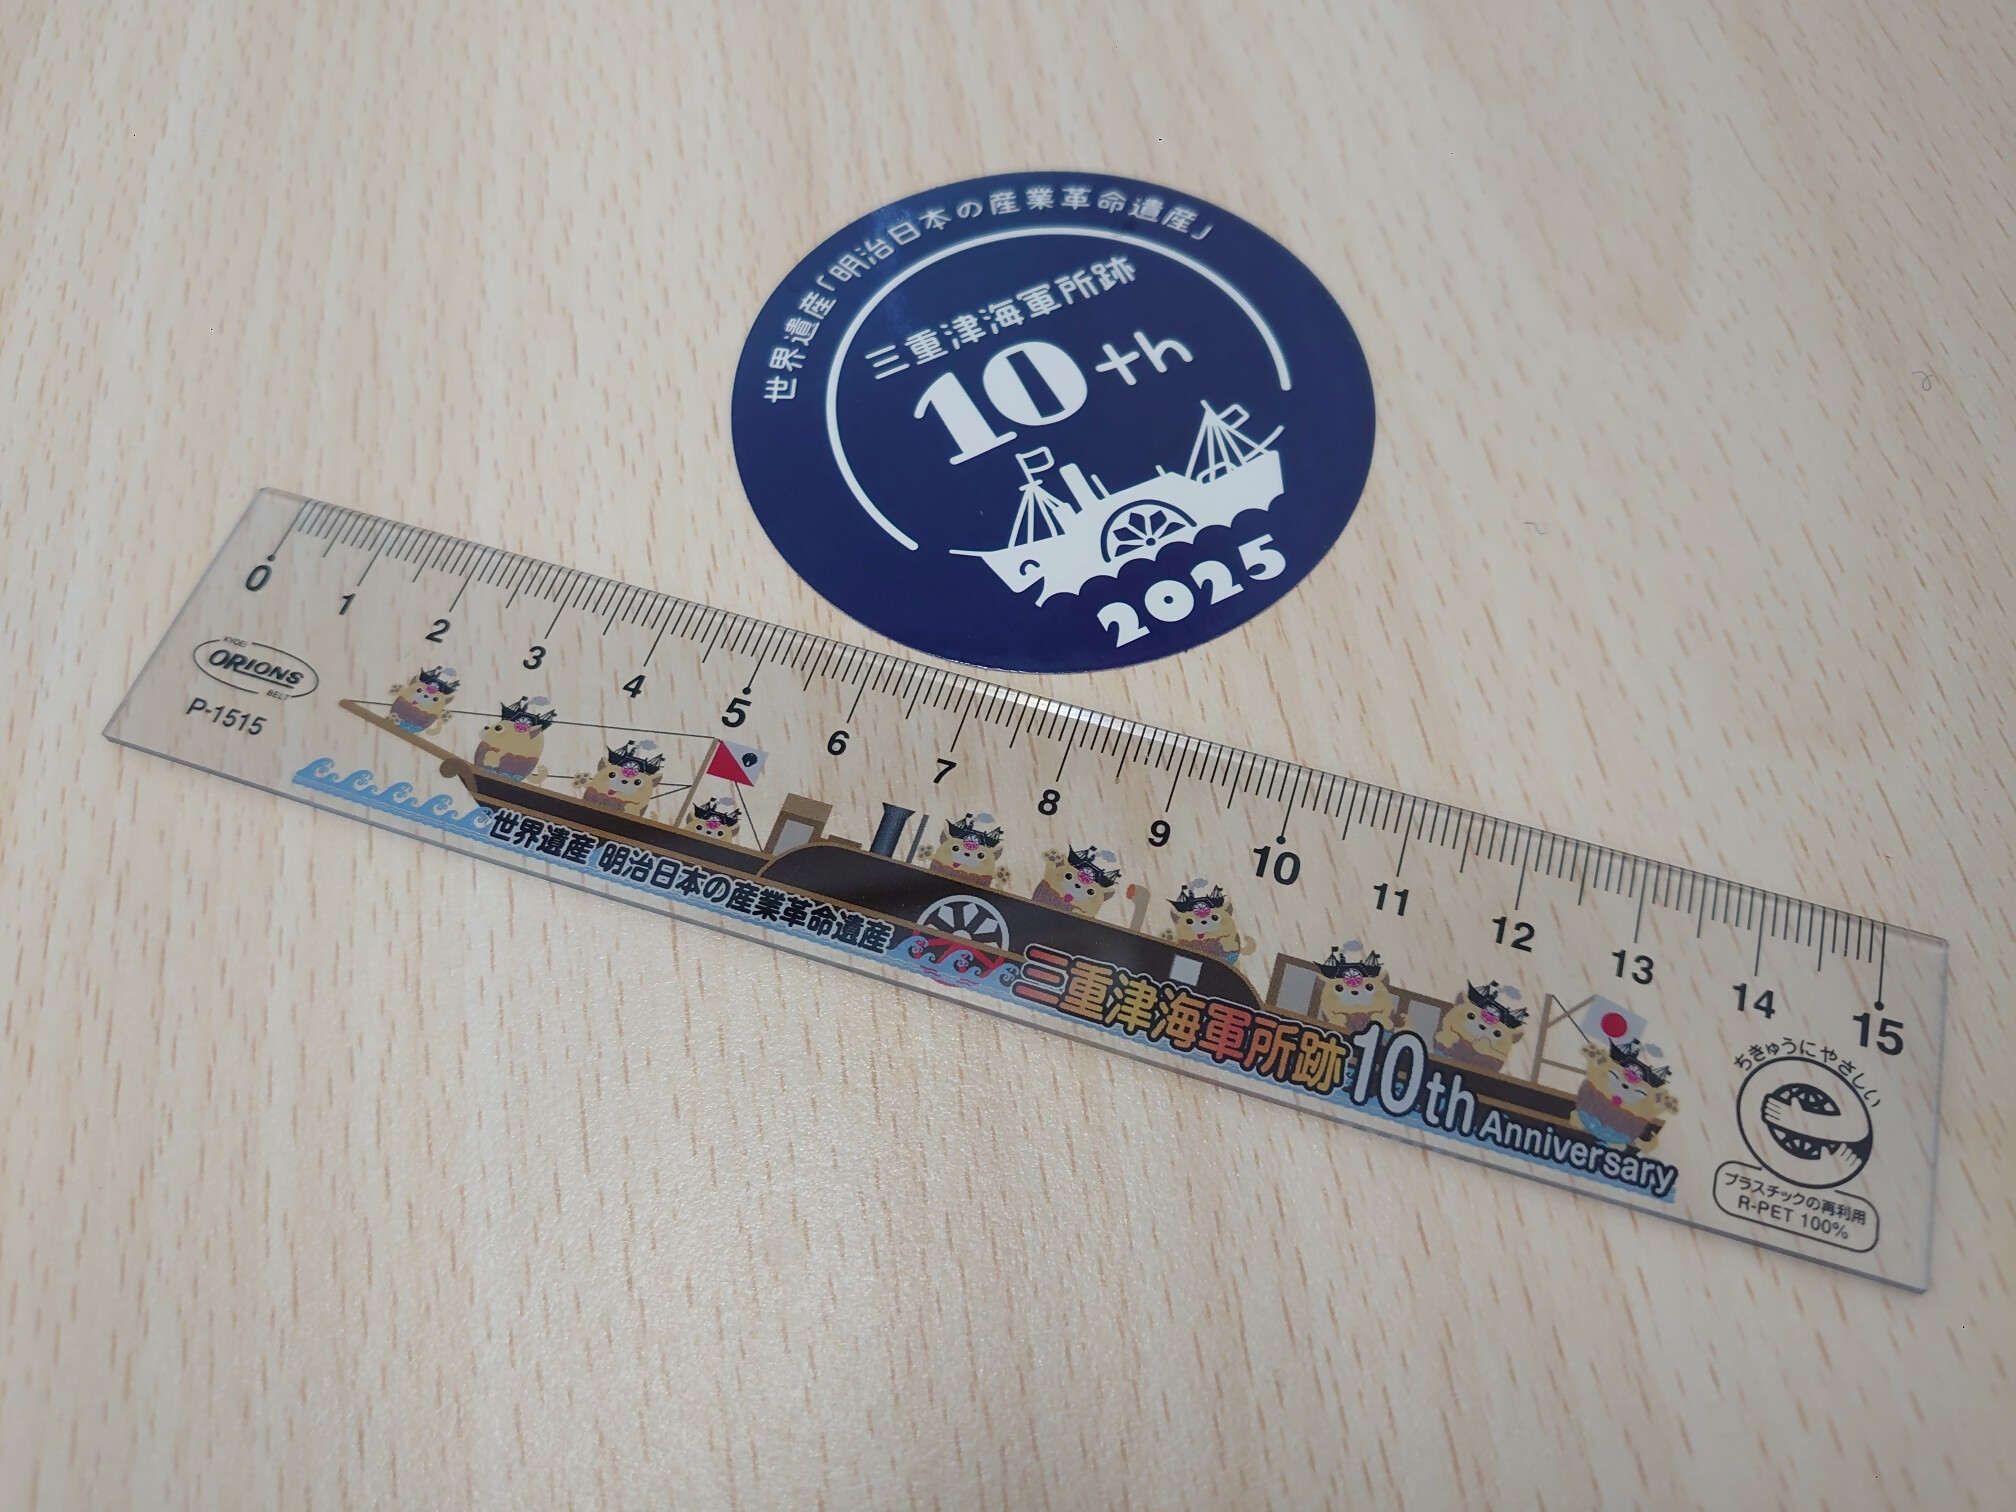 世界遺産「明治日本の産業革命遺産」
三重津海軍所跡
10th
2025
0 1 2 3 4 5 6 7 8 9 10 11 12 13 14 15
KYOEI
ORIONS
BELT
P-1515
世界遺産 明治日本の産業革命遺産
三重津海軍所跡 10th Anniversary
ちきゅうにやさしい
プラスチックの再利用
R-PET 100%